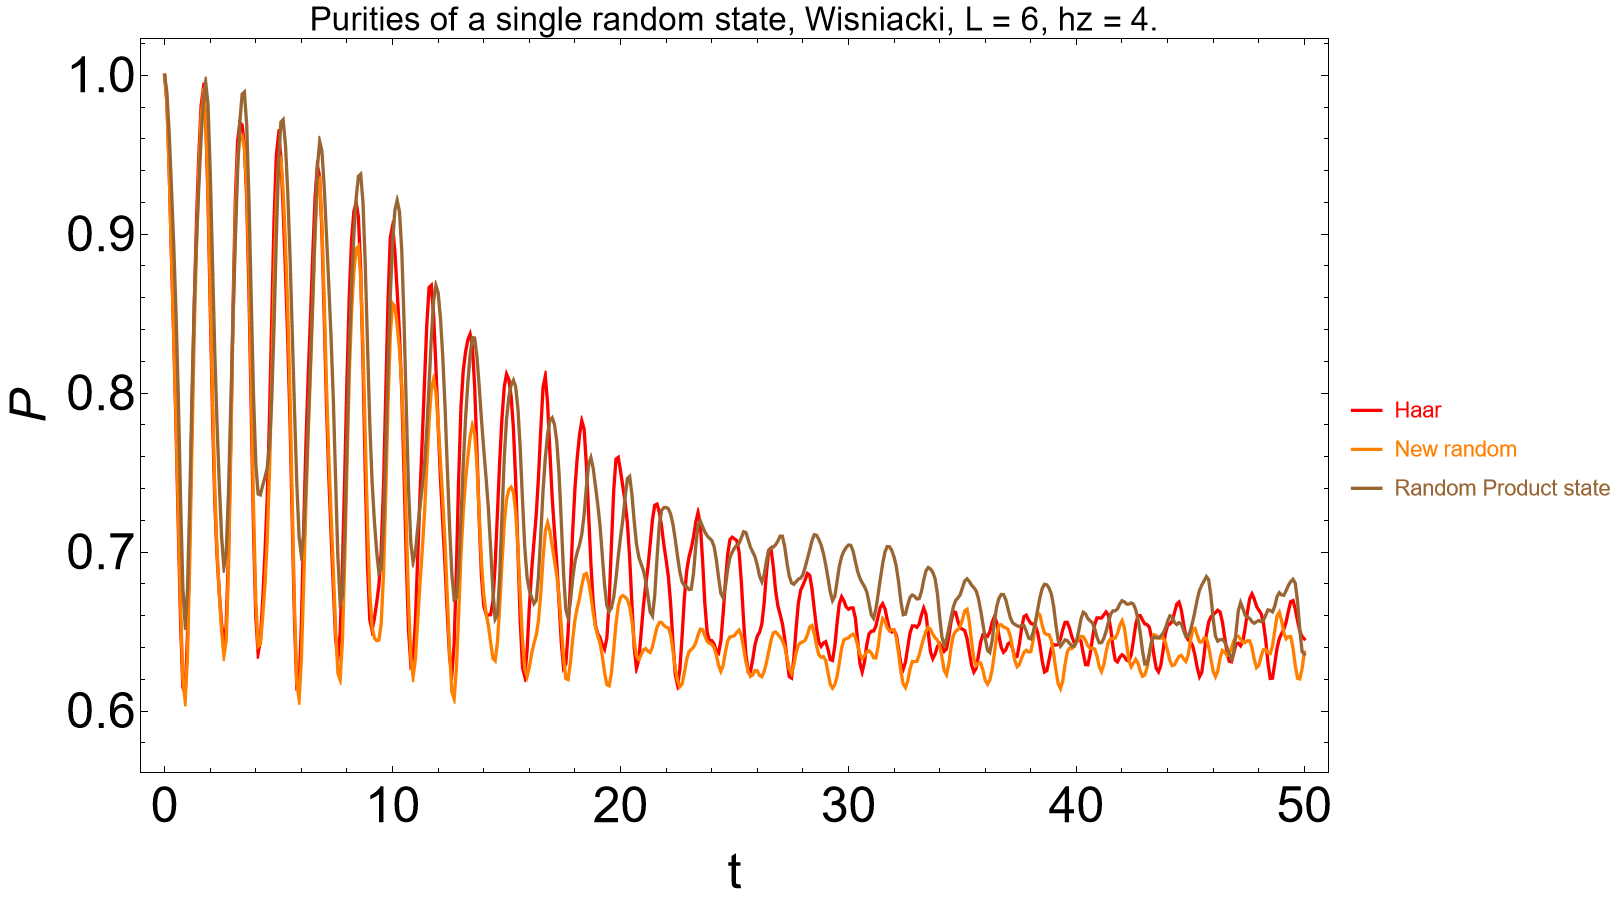 Purities of a single random state, Wisniacki, L = 6, hz = 4.
1.0
0.9
0.8
0.7
0.6
P
0 10 20 30 40 50
t
Haar
New random
Random Product state